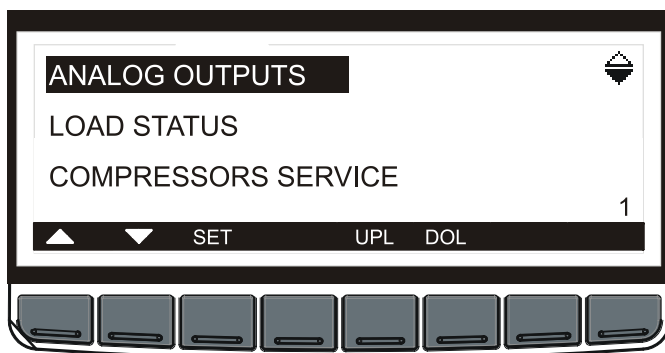 ANALOG OUTPUTS
LOAD STATUS
COMPRESSORS SERVICE
1
SET UPL DOL